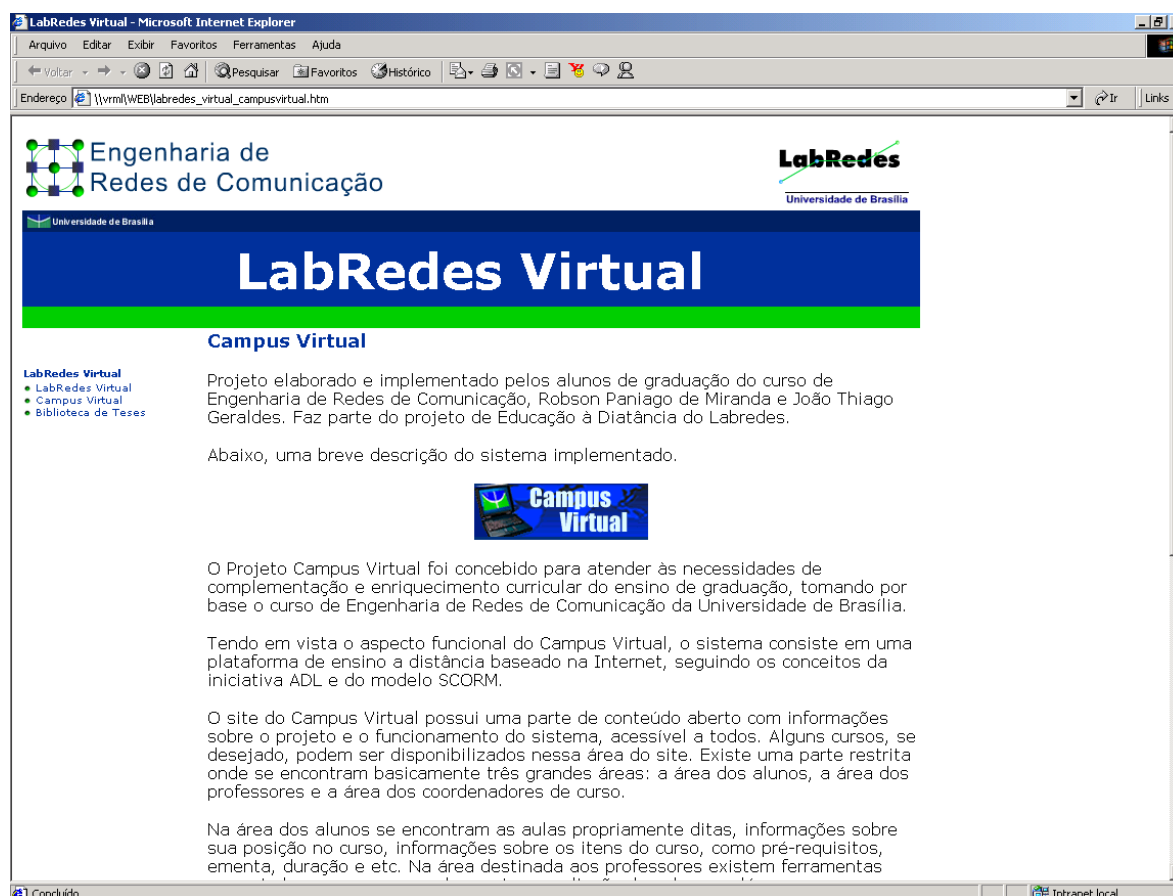 LabRedes Virtual - Microsoft Internet Explorer
Arquivo Editar Exibir Favoritos Ferramentas Ajuda
Voltar Pesquisar Favoritos Histórico
Endereço \\vrml\WEB\labredes_virtual_campusvirtual.htm Ir Links
Engenharia de
Redes de Comunicação
LabRedes
Universidade de Brasília
Universidade de Brasília
LabRedes Virtual
Campus Virtual
LabRedes Virtual
LabRedes Virtual
Campus Virtual
Biblioteca de Teses
Projeto elaborado e implementado pelos alunos de graduação do curso de
Engenharia de Redes de Comunicação, Robson Paniago de Miranda e João Thiago
Geraldes. Faz parte do projeto de Educação à Diatância do Labredes.
Abaixo, uma breve descrição do sistema implementado.
Campus
Virtual
O Projeto Campus Virtual foi concebido para atender às necessidades de
complementação e enriquecimento curricular do ensino de graduação, tomando por
base o curso de Engenharia de Redes de Comunicação da Universidade de Brasília.
Tendo em vista o aspecto funcional do Campus Virtual, o sistema consiste em uma
plataforma de ensino a distância baseado na Internet, seguindo os conceitos da
iniciativa ADL e do modelo SCORM.
O site do Campus Virtual possui uma parte de conteúdo aberto com informações
sobre o projeto e o funcionamento do sistema, acessível a todos. Alguns cursos, se
desejado, podem ser disponibilizados nessa área do site. Existe uma parte restrita
onde se encontram basicamente três grandes áreas: a área dos alunos, a área dos
professores e a área dos coordenadores de curso.
Na área dos alunos se encontram as aulas propriamente ditas, informações sobre
sua posição no curso, informações sobre os itens do curso, como pré-requisitos,
ementa, duração e etc. Na área destinada aos professores existem ferramentas
Concluído Intranet local